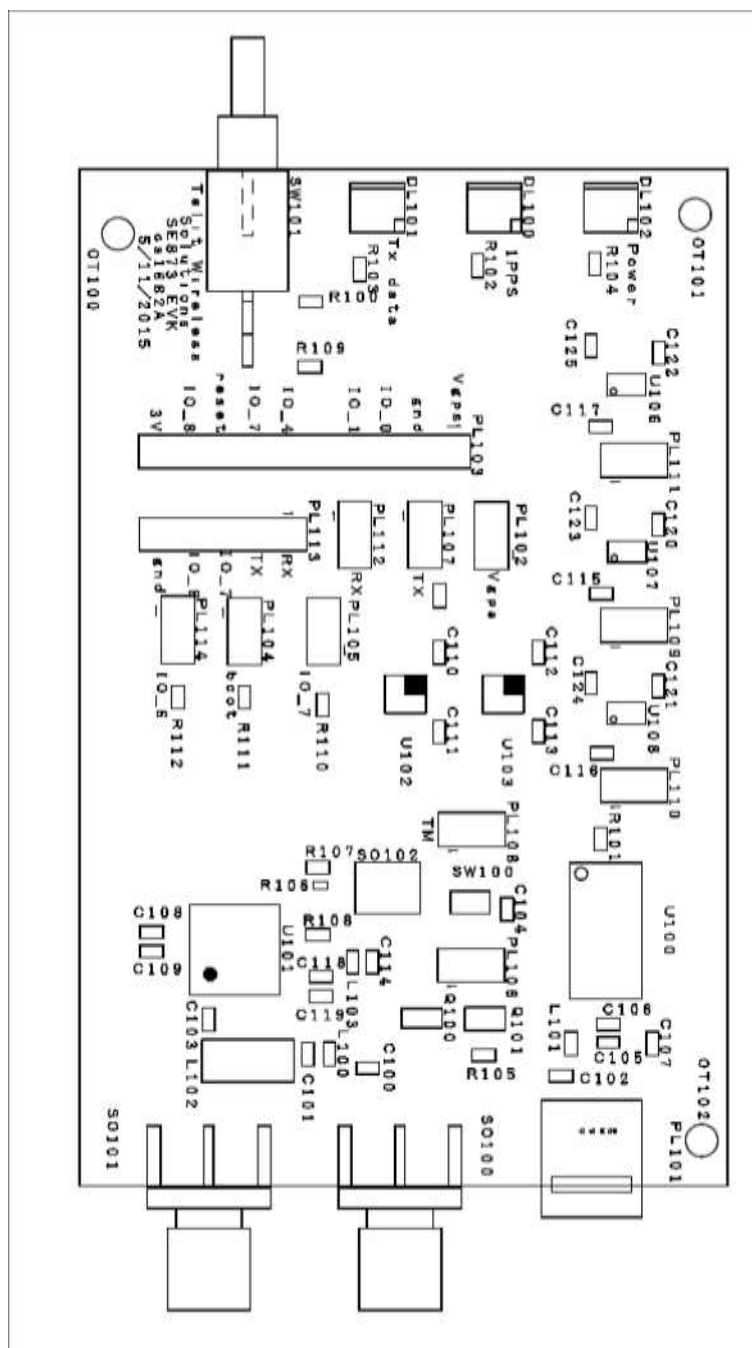 DL101
DL100
DL102
SW101
Telit Wireless
Solutions
SE873 EVK
cs1682A
5/11/2015
OT100
OT101
R103
Tx data
R102
1PPS
R104
Power
R100
R109
C125
C122
U106
C117
3V
IO_8
reset
IO_7
IO_4
IO_1
IO_0
gnd
Vgps
PL103
PL111
C123
C120
PL113
PL112
PL107
PL102
U107
gnd
IO_7
TX
RX
RX
TX
Vgps
C115
PL114
PL104
PL105
PL109
C110
C112
C124
C121
boot
IO_7
U108
R112
R111
R110
U102
C111
U103
C113
C116
PL110
TM
PL108
R101
R107
SO102
SW100
R106
C104
U100
C108
C109
U101
R108
C118
C119
L103
C114
Q100
Q101
L101
C106
C105
C107
C103
L102
C101
L100
C100
R105
C102
OT102
SO101
SO100
PL101